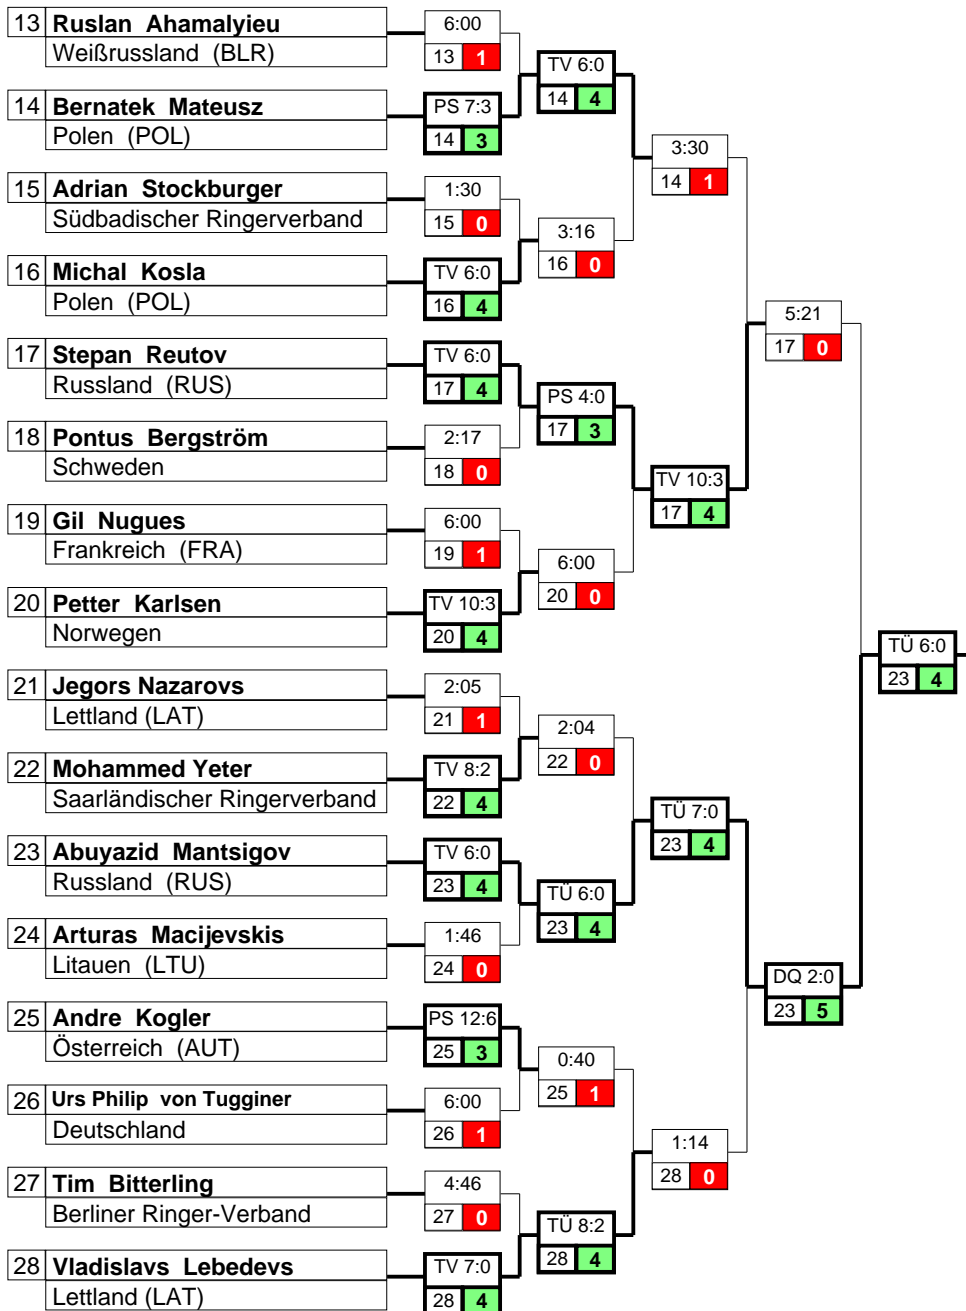 13 Ruslan Ahamalyieu
Weißrussland (BLR)
6:00
13 1
TV 6:0
14 4
14 Bernatek Mateusz
Polen (POL)
PS 7:3
14 3
3:30
14 1
15 Adrian Stockburger
Südbadischer Ringerverband
1:30
15 0
3:16
16 0
16 Michal Kosla
Polen (POL)
TV 6:0
16 4
5:21
17 0
17 Stepan Reutov
Russland (RUS)
TV 6:0
17 4
PS 4:0
17 3
18 Pontus Bergström
Schweden
2:17
18 0
TV 10:3
17 4
19 Gil Nugues
Frankreich (FRA)
6:00
19 1
6:00
20 0
20 Petter Karlsen
Norwegen
TV 10:3
20 4
TÜ 6:0
23 4
21 Jegors Nazarovs
Lettland (LAT)
2:05
21 1
2:04
22 0
22 Mohammed Yeter
Saarländischer Ringerverband
TV 8:2
22 4
TÜ 7:0
23 4
23 Abuyazid Mantsigov
Russland (RUS)
TV 6:0
23 4
TÜ 6:0
23 4
24 Arturas Macijevskis
Litauen (LTU)
1:46
24 0
DQ 2:0
23 5
25 Andre Kogler
Österreich (AUT)
PS 12:6
25 3
0:40
25 1
26 Urs Philip von Tugginer
Deutschland
6:00
26 1
1:14
28 0
27 Tim Bitterling
Berliner Ringer-Verband
4:46
27 0
TÜ 8:2
28 4
28 Vladislavs Lebedevs
Lettland (LAT)
TV 7:0
28 4